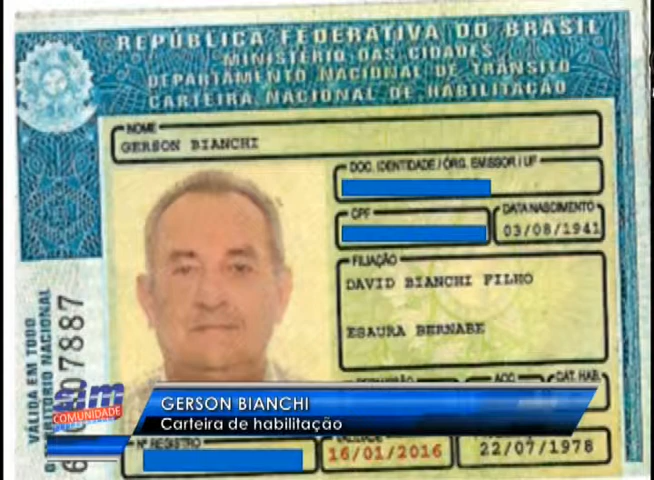 REPÚBLICA FEDERATIVA DO BRASIL
MINISTÉRIO DAS CIDADES
DEPARTAMENTO NACIONAL DE TRÂNSITO
CARTEIRA NACIONAL DE HABILITAÇÃO
NOME
GERSON BIANCHI
DOC. IDENTIDADE / ÓRG. EMISSOR / UF
CPF
DATA NASCIMENTO
03/08/1941
FILIAÇÃO
DAVID BIANCHI FILHO
ESAURA BERNABE
VÁLIDA EM TODO
TERRITÓRIO NACIONAL
7887
PERMISSÃO
ACC
CAT. HAB.
sim
COMUNIDADE
GERSON BIANCHI
Carteira de habilitação
Nº REGISTRO
VALIDADE
16/01/2016
22/07/1978